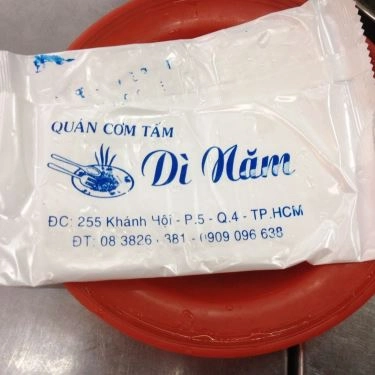 QUÁN CƠM TẤM
Dì Năm
ĐC: 255 Khánh Hội - P.5 - Q.4 - TP.HCM
ĐT: 08 3826 381 - 0909 096 638